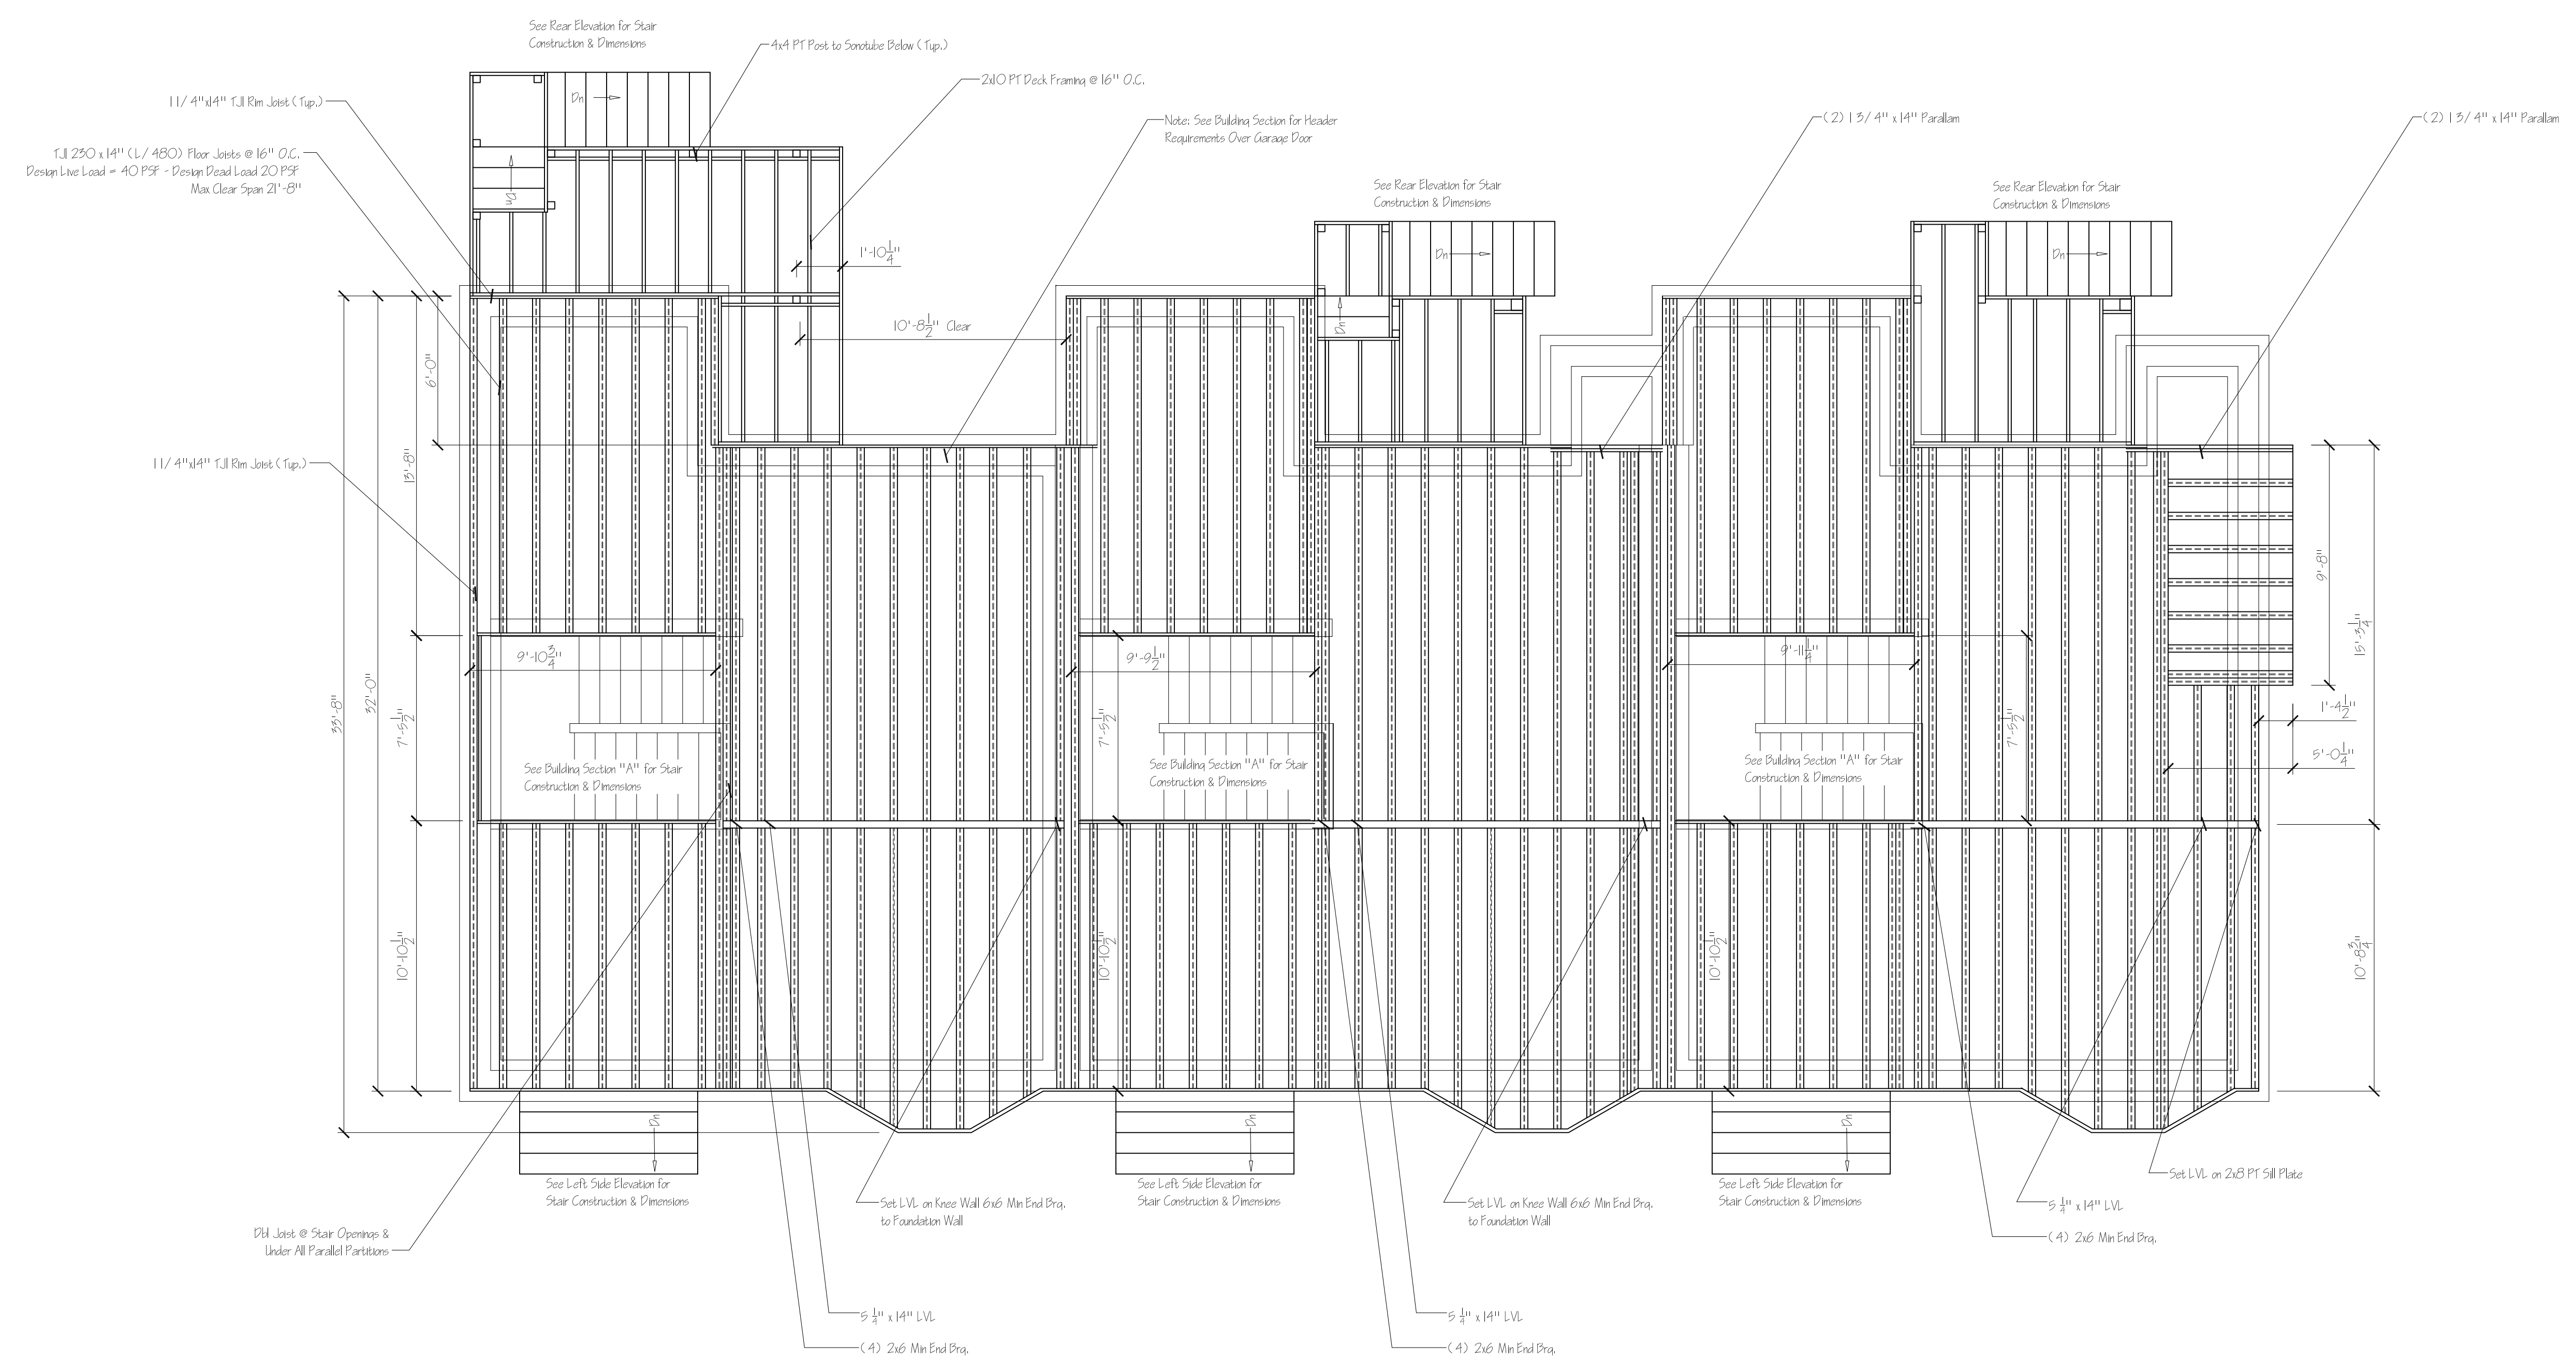 See Rear Elevation for Stair
Construction & Dimensions
4x4 PT Post to Sonotube Below (Typ.)
2x10 PT Deck Framing @ 16" O.C.
1 1/4"x14" TJI Rim Joist (Typ.)
Dn
Note: See Building Section for Header
Requirements Over Garage Door
(2) 1 3/4" x 14" Parallam
(2) 1 3/4" x 14" Parallam
TJI 230 x 14" (L/480) Floor Joists @ 16" O.C.
Design Live Load = 40 PSF - Design Dead Load 20 PSF
Max Clear Span 21'-8"
Dn
See Rear Elevation for Stair
Construction & Dimensions
See Rear Elevation for Stair
Construction & Dimensions
1'-10 1/4"
Dn
Dn
10'-8 1/2" Clear
Dn
6'-0"
13'-8"
1 1/4"x14" TJI Rim Joist (Typ.)
9'-8"
15'-3 1/4"
9'-10 3/4"
9'-9 1/2"
9'-11 1/4"
33'-8"
32'-0"
7'-5 1/2"
7'-5 1/2"
7'-5 1/2"
1'-4 1/2"
5'-0 1/4"
See Building Section "A" for Stair
Construction & Dimensions
See Building Section "A" for Stair
Construction & Dimensions
See Building Section "A" for Stair
Construction & Dimensions
10'-10 1/2"
10'-10 1/2"
10'-10 1/2"
10'-8 3/4"
Dn
Dn
Dn
See Left Side Elevation for
Stair Construction & Dimensions
See Left Side Elevation for
Stair Construction & Dimensions
See Left Side Elevation for
Stair Construction & Dimensions
Set LVL on 2x8 PT Sill Plate
Set LVL on Knee Wall 6x6 Min End Brg.
to Foundation Wall
Set LVL on Knee Wall 6x6 Min End Brg.
to Foundation Wall
5 1/4" x 14" LVL
(4) 2x6 Min End Brg.
Dbl Joist @ Stair Openings &
Under All Parallel Partitions
5 1/4" x 14" LVL
5 1/4" x 14" LVL
(4) 2x6 Min End Brg.
(4) 2x6 Min End Brg.